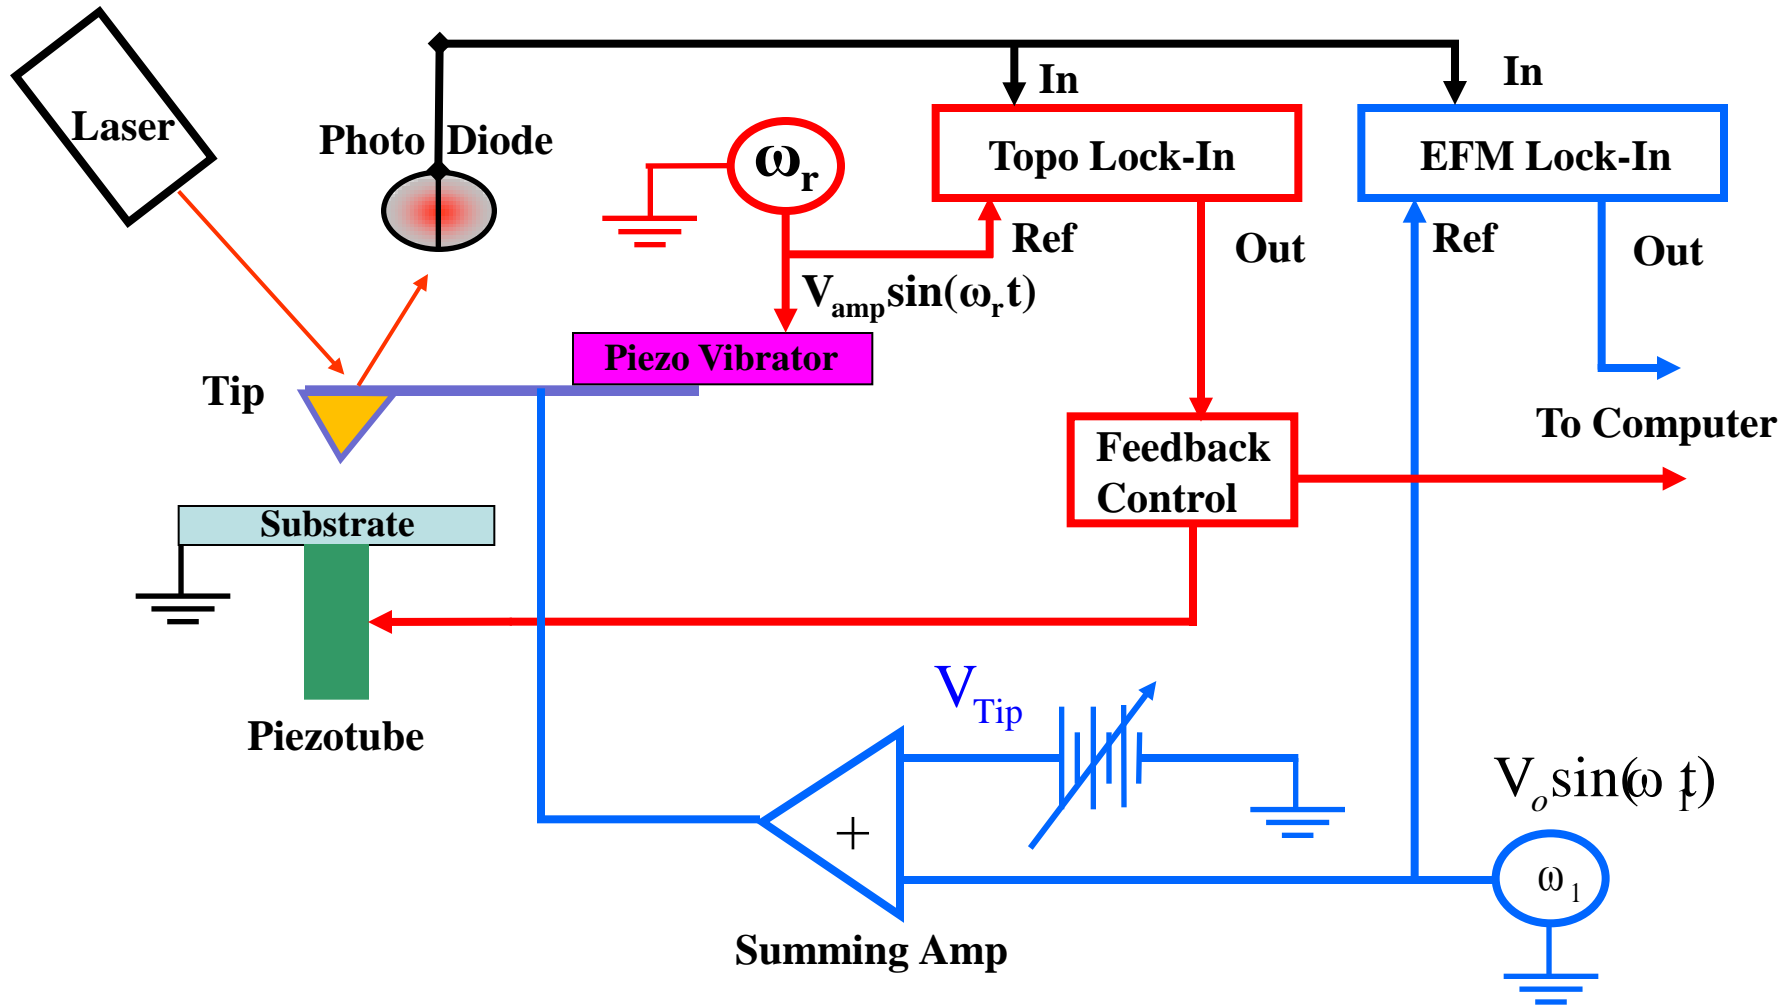 Laser
Photo Diode
In
In
ωr
Topo Lock-In
EFM Lock-In
Ref
Out
Ref
Out
Vampsin(ωrt)
Piezo Vibrator
Tip
To Computer
Feedback
Control
Substrate
Piezotube
VTip
Vosin(ω1t)
+
ω1
Summing Amp